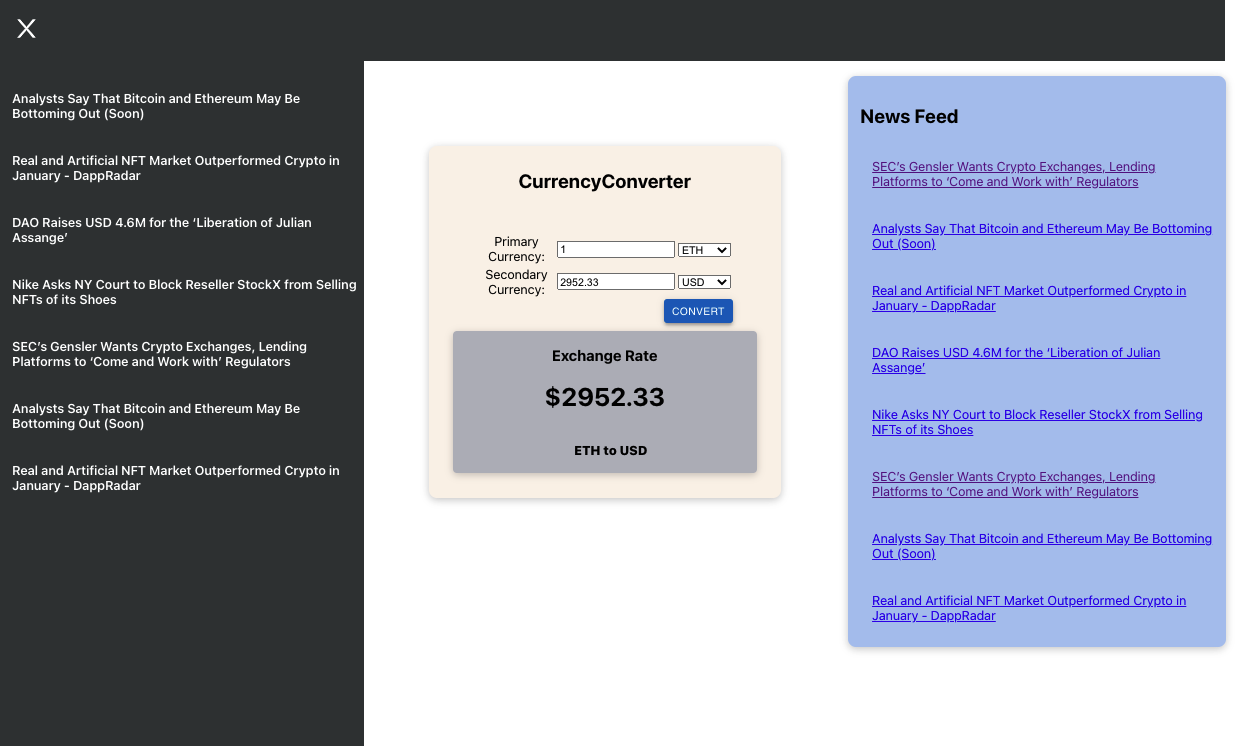 X
Analysts Say That Bitcoin and Ethereum May Be
Bottoming Out (Soon)
Real and Artificial NFT Market Outperformed Crypto in
January - DappRadar
DAO Raises USD 4.6M for the ‘Liberation of Julian
Assange’
Nike Asks NY Court to Block Reseller StockX from Selling
NFTs of its Shoes
SEC’s Gensler Wants Crypto Exchanges, Lending
Platforms to ‘Come and Work with’ Regulators
Analysts Say That Bitcoin and Ethereum May Be
Bottoming Out (Soon)
Real and Artificial NFT Market Outperformed Crypto in
January - DappRadar
CurrencyConverter
Primary
Currency:
1
ETH
Secondary
Currency:
2952.33
USD
CONVERT
Exchange Rate
$2952.33
ETH to USD
News Feed
SEC’s Gensler Wants Crypto Exchanges, Lending
Platforms to ‘Come and Work with’ Regulators
Analysts Say That Bitcoin and Ethereum May Be Bottoming
Out (Soon)
Real and Artificial NFT Market Outperformed Crypto in
January - DappRadar
DAO Raises USD 4.6M for the ‘Liberation of Julian
Assange’
Nike Asks NY Court to Block Reseller StockX from Selling
NFTs of its Shoes
SEC’s Gensler Wants Crypto Exchanges, Lending
Platforms to ‘Come and Work with’ Regulators
Analysts Say That Bitcoin and Ethereum May Be Bottoming
Out (Soon)
Real and Artificial NFT Market Outperformed Crypto in
January - DappRadar